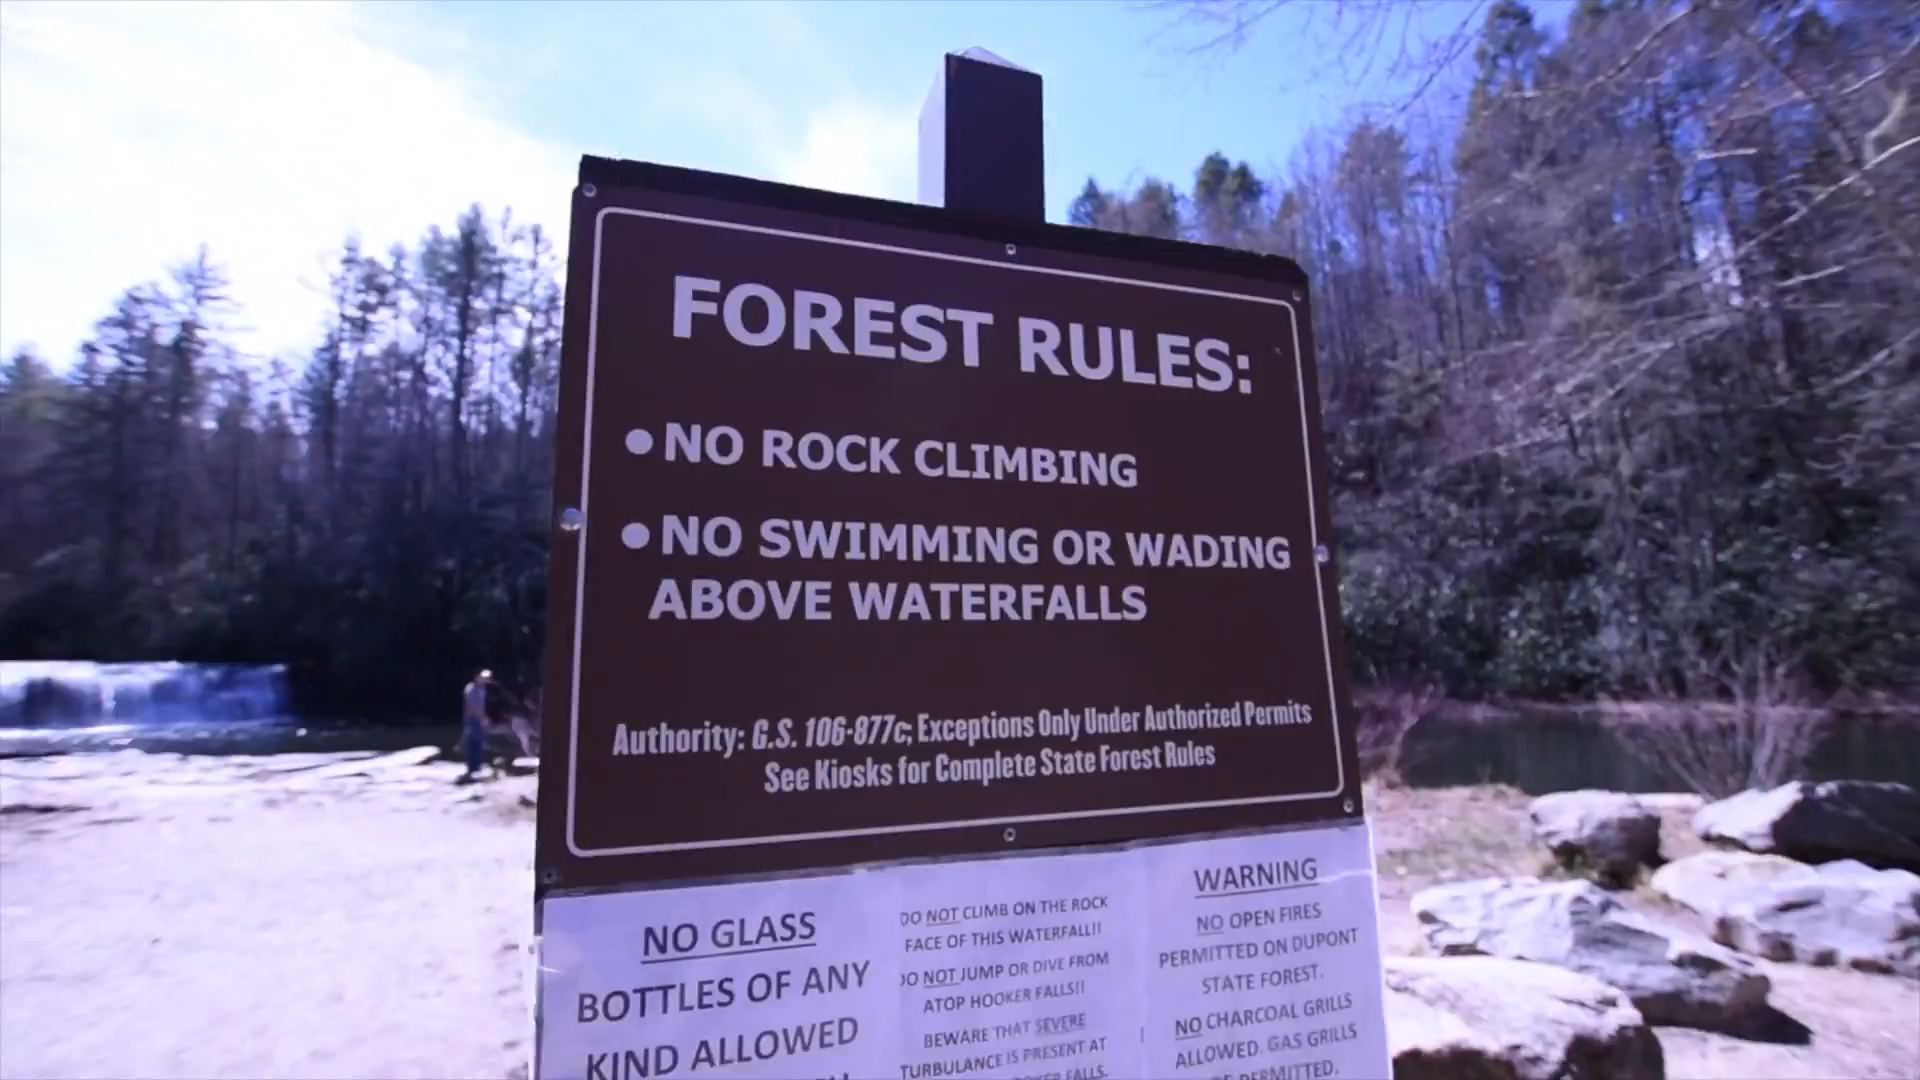 FOREST RULES:
• NO ROCK CLIMBING
• NO SWIMMING OR WADING
ABOVE WATERFALLS
Authority: G.S. 106-877c; Exceptions Only Under Authorized Permits
See Kiosks for Complete State Forest Rules
NO GLASS
BOTTLES OF ANY
KIND ALLOWED
DO NOT CLIMB ON THE ROCK
FACE OF THIS WATERFALL!!
DO NOT JUMP OR DIVE FROM
ATOP HOOKER FALLS!!
BEWARE THAT SEVERE
TURBULANCE IS PRESENT AT
FALLS.
WARNING
NO OPEN FIRES
PERMITTED ON DUPONT
STATE FOREST.
NO CHARCOAL GRILLS
ALLOWED. GAS GRILLS
PERMITTED.